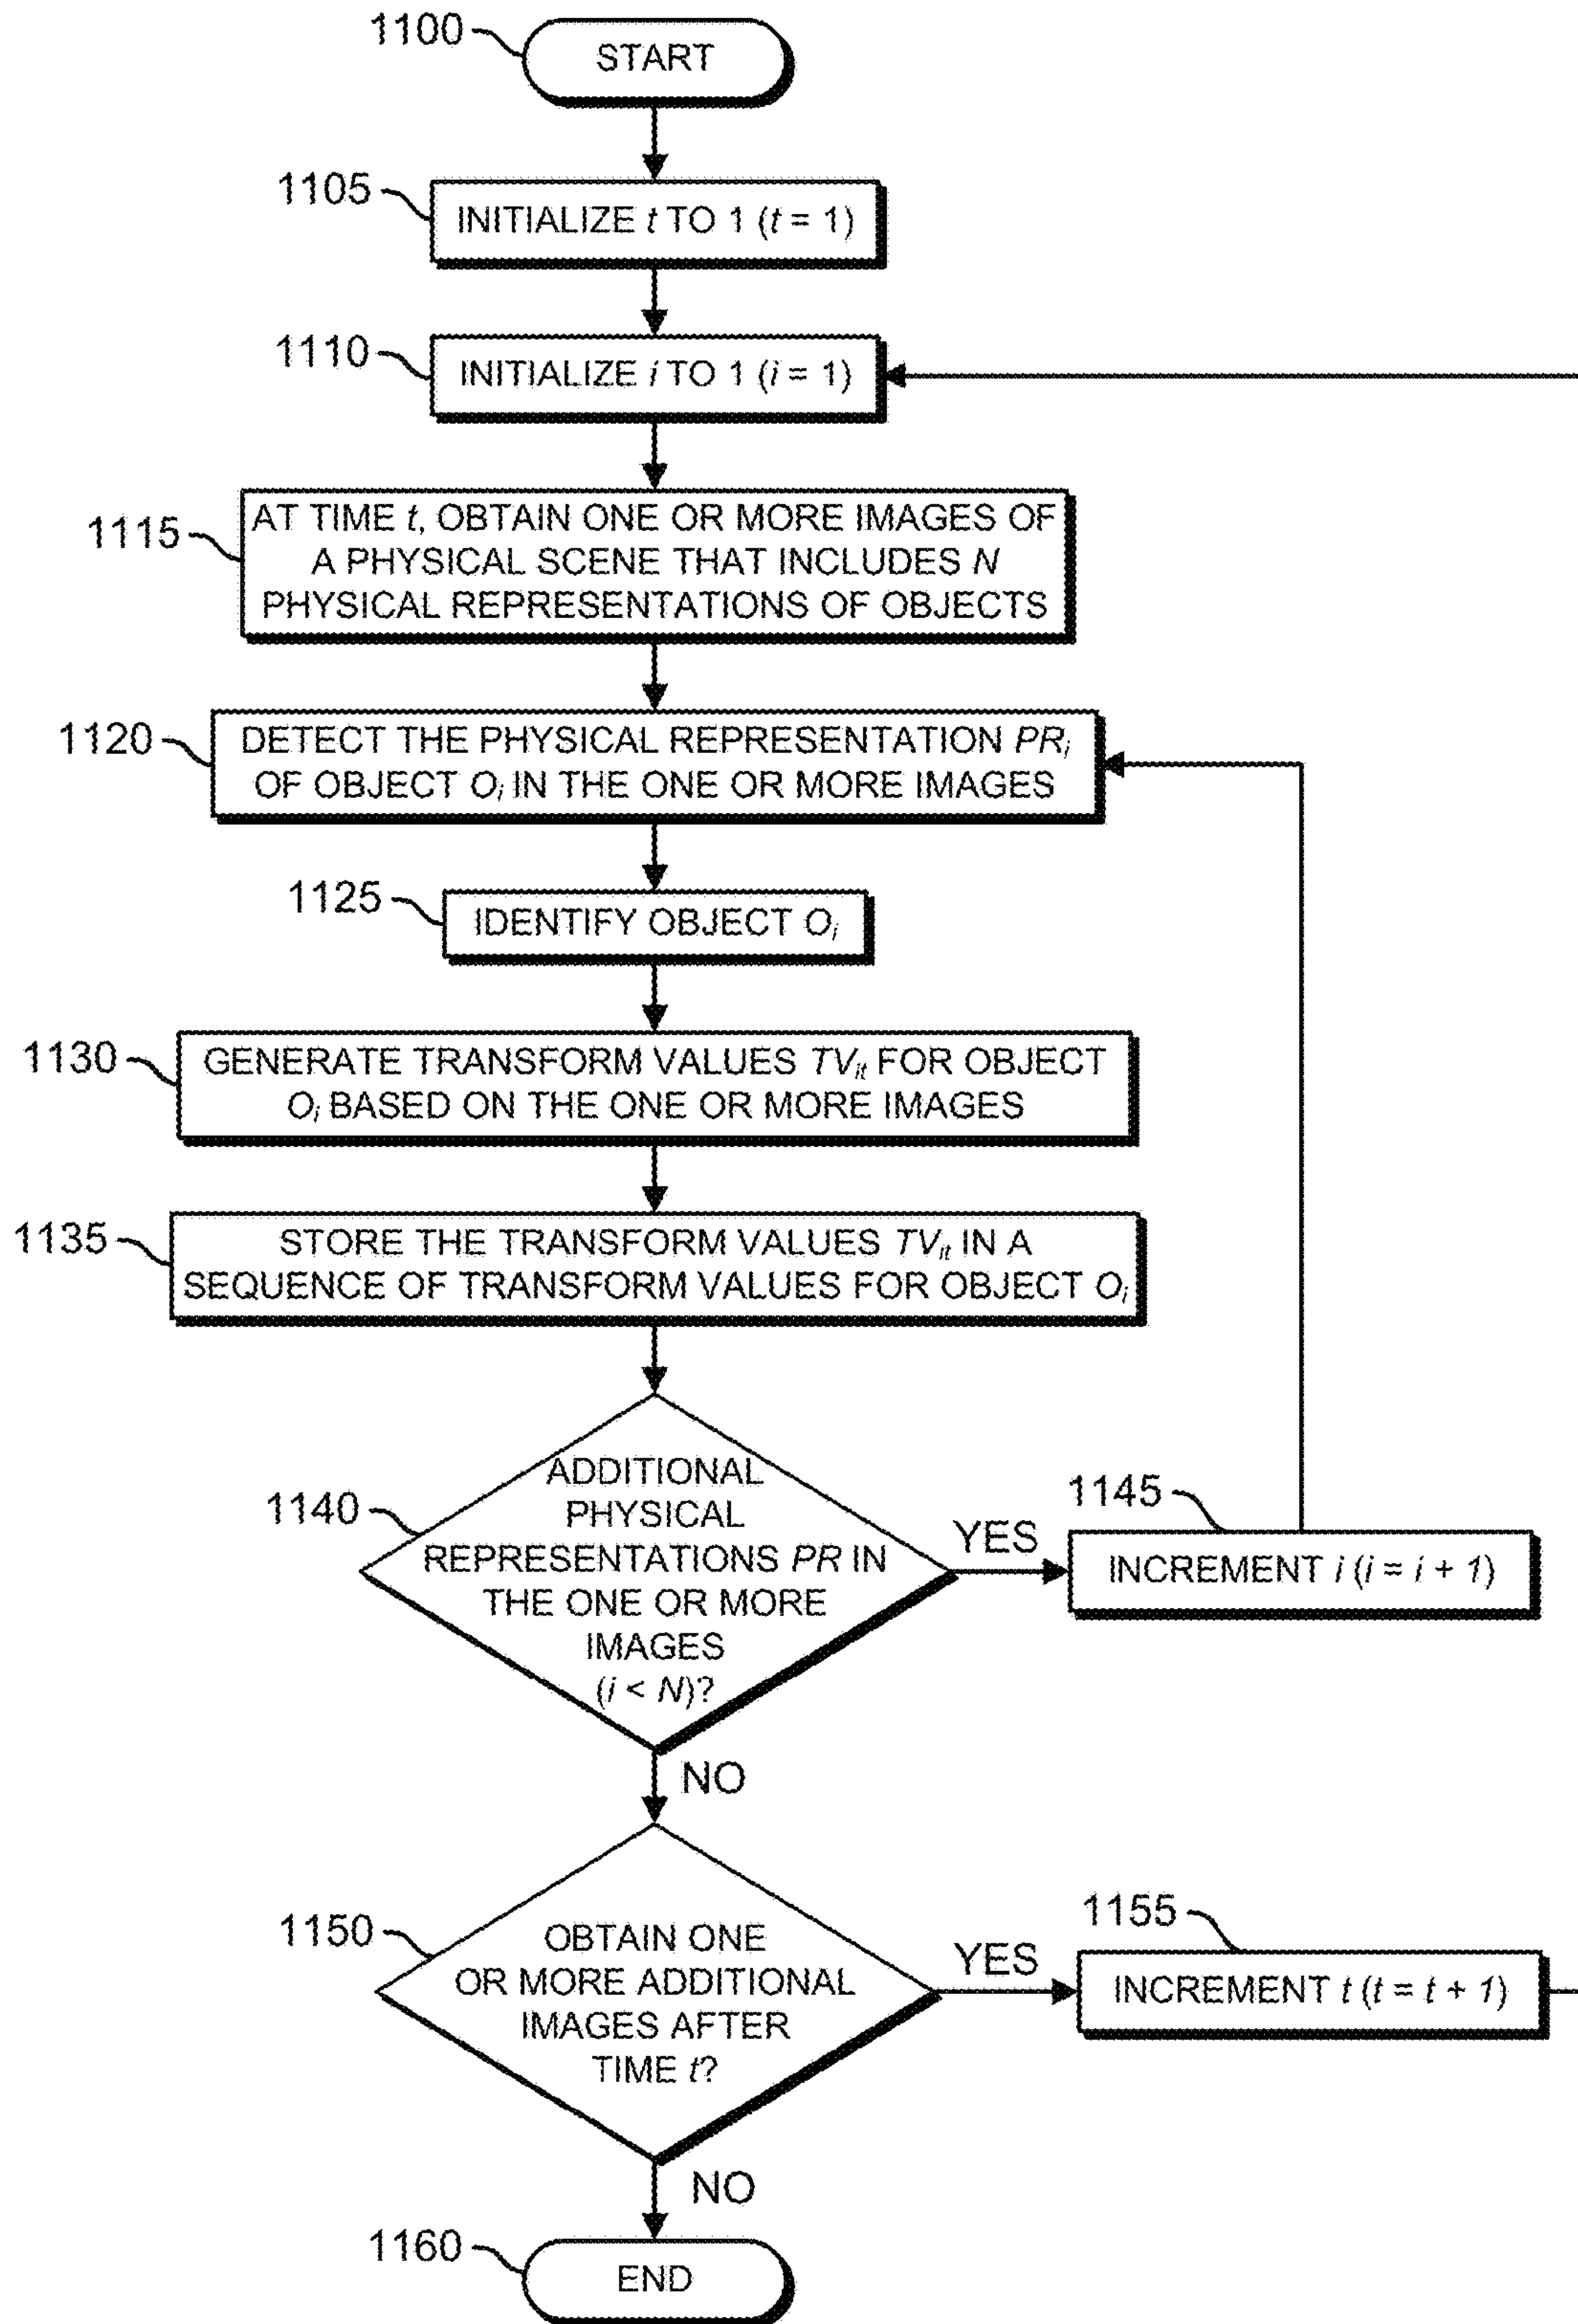 1100
START
1105
INITIALIZE t TO 1 (t = 1)
1110
INITIALIZE i TO 1 (i = 1)
1115
AT TIME t, OBTAIN ONE OR MORE IMAGES OF
A PHYSICAL SCENE THAT INCLUDES N
PHYSICAL REPRESENTATIONS OF OBJECTS
1120
DETECT THE PHYSICAL REPRESENTATION PRi
OF OBJECT Oi IN THE ONE OR MORE IMAGES
1125
IDENTIFY OBJECT Oi
1130
GENERATE TRANSFORM VALUES TVit FOR OBJECT
Oi BASED ON THE ONE OR MORE IMAGES
1135
STORE THE TRANSFORM VALUES TVit IN A
SEQUENCE OF TRANSFORM VALUES FOR OBJECT Oi
1140
ADDITIONAL
PHYSICAL
REPRESENTATIONS PR IN
THE ONE OR MORE
IMAGES
(i < N)?
YES
1145
INCREMENT i (i = i + 1)
NO
1150
OBTAIN ONE
OR MORE ADDITIONAL
IMAGES AFTER
TIME t?
YES
1155
INCREMENT t (t = t + 1)
NO
1160
END